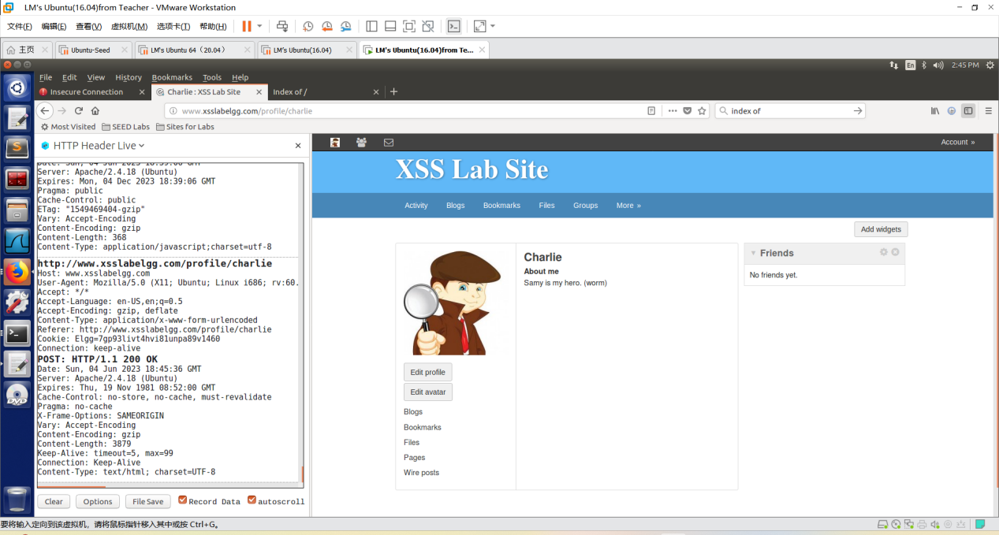 LM's Ubuntu(16.04)from Teacher - VMware Workstation
文件(F) 编辑(E) 查看(V) 虚拟机(M) 选项卡(T) 帮助(H)
主页 Ubuntu-Seed LM's Ubuntu 64（20.04） LM's Ubuntu(16.04) LM's Ubuntu(16.04)from Te...
En 2:45 PM
File Edit View History Bookmarks Tools Help
Insecure Connection Charlie : XSS Lab Site Index of /
www.xsslabelgg.com/profile/charlie index of
Most Visited SEED Labs Sites for Labs
HTTP Header Live
Server: Apache/2.4.18 (Ubuntu)
Expires: Mon, 04 Dec 2023 18:39:06 GMT
Pragma: public
Cache-Control: public
ETag: "1549469404-gzip"
Vary: Accept-Encoding
Content-Encoding: gzip
Content-Length: 368
Content-Type: application/javascript;charset=utf-8
http://www.xsslabelgg.com/profile/charlie
Host: www.xsslabelgg.com
User-Agent: Mozilla/5.0 (X11; Ubuntu; Linux i686; rv:60.
Accept: */*
Accept-Language: en-US,en;q=0.5
Accept-Encoding: gzip, deflate
Content-Type: application/x-www-form-urlencoded
Referer: http://www.xsslabelgg.com/profile/charlie
Cookie: Elgg=7gp93livt4hvi81unpa89v1460
Connection: keep-alive
POST: HTTP/1.1 200 OK
Date: Sun, 04 Jun 2023 18:45:36 GMT
Server: Apache/2.4.18 (Ubuntu)
Expires: Thu, 19 Nov 1981 08:52:00 GMT
Cache-Control: no-store, no-cache, must-revalidate
Pragma: no-cache
X-Frame-Options: SAMEORIGIN
Vary: Accept-Encoding
Content-Encoding: gzip
Content-Length: 3879
Keep-Alive: timeout=5, max=99
Connection: Keep-Alive
Content-Type: text/html; charset=UTF-8
Clear Options File Save Record Data autoscroll
Account »
XSS Lab Site
Activity Blogs Bookmarks Files Groups More »
Add widgets
Charlie
About me
Samy is my hero. (worm)
Edit profile
Edit avatar
Blogs
Bookmarks
Files
Pages
Wire posts
Friends
No friends yet.
DVD
要将输入定向到该虚拟机，请将鼠标指针移入其中或按 Ctrl+G。